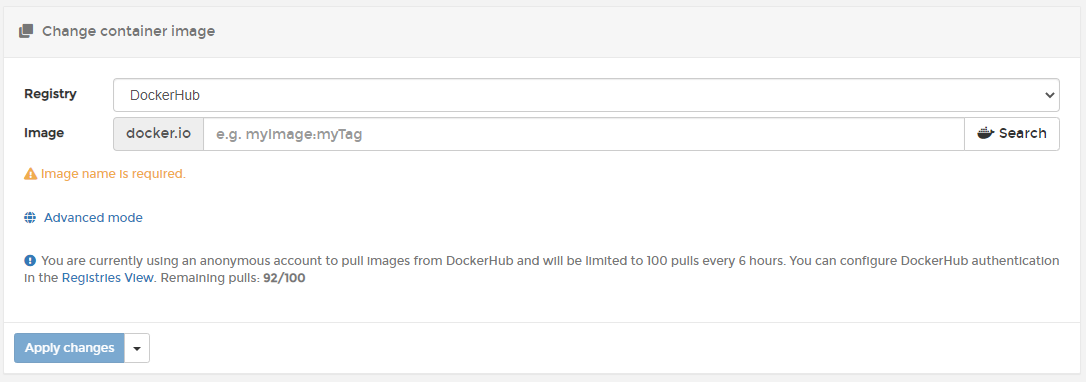 Change container image
Registry DockerHub
Image docker.io e.g. myImage:myTag Search
Image name is required.
Advanced mode
You are currently using an anonymous account to pull images from DockerHub and will be limited to 100 pulls every 6 hours. You can configure DockerHub authentication
in the Registries View. Remaining pulls: 92/100
Apply changes